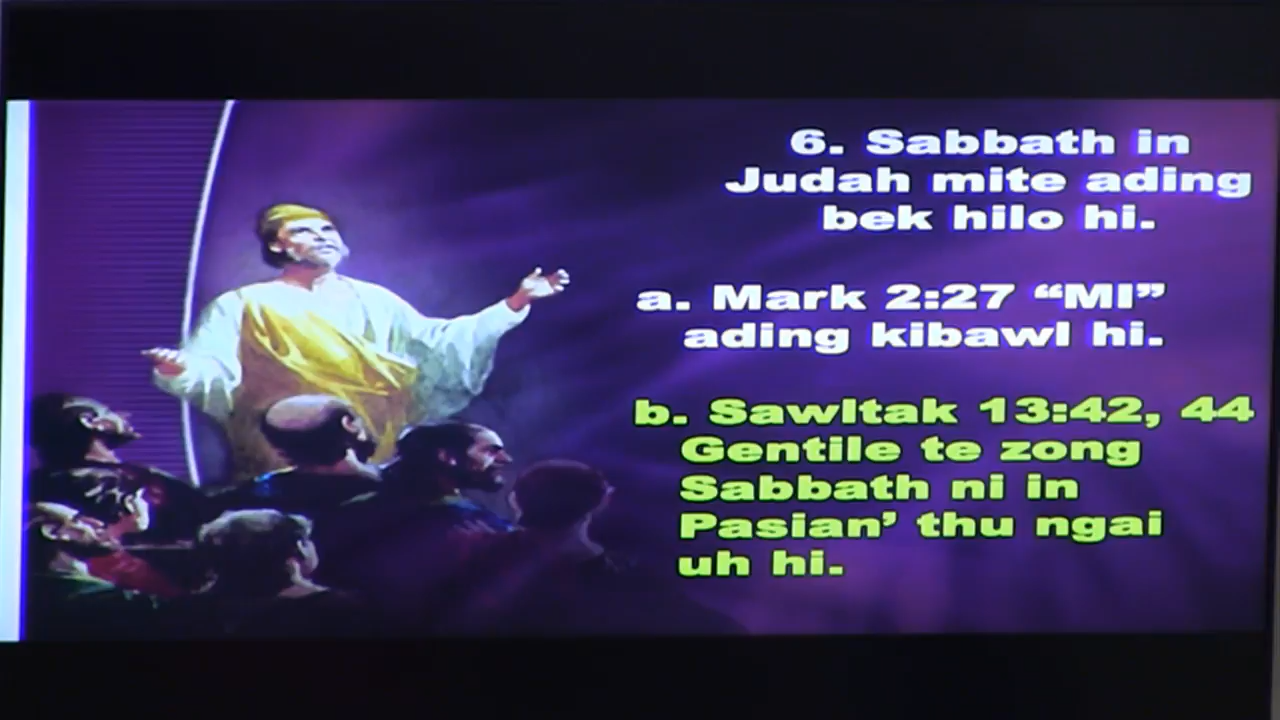 6. Sabbath in
Judah mite ading
bek hilo hi.
a. Mark 2:27 “MI”
ading kibawl hi.
b. Sawltak 13:42, 44
Gentile te zong
Sabbath ni in
Pasian’ thu ngai
uh hi.